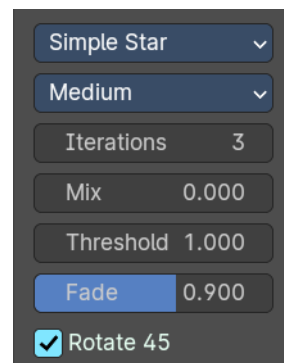 Simple Star
Medium
Iterations 3
Mix 0.000
Threshold 1.000
Fade 0.900
Rotate 45